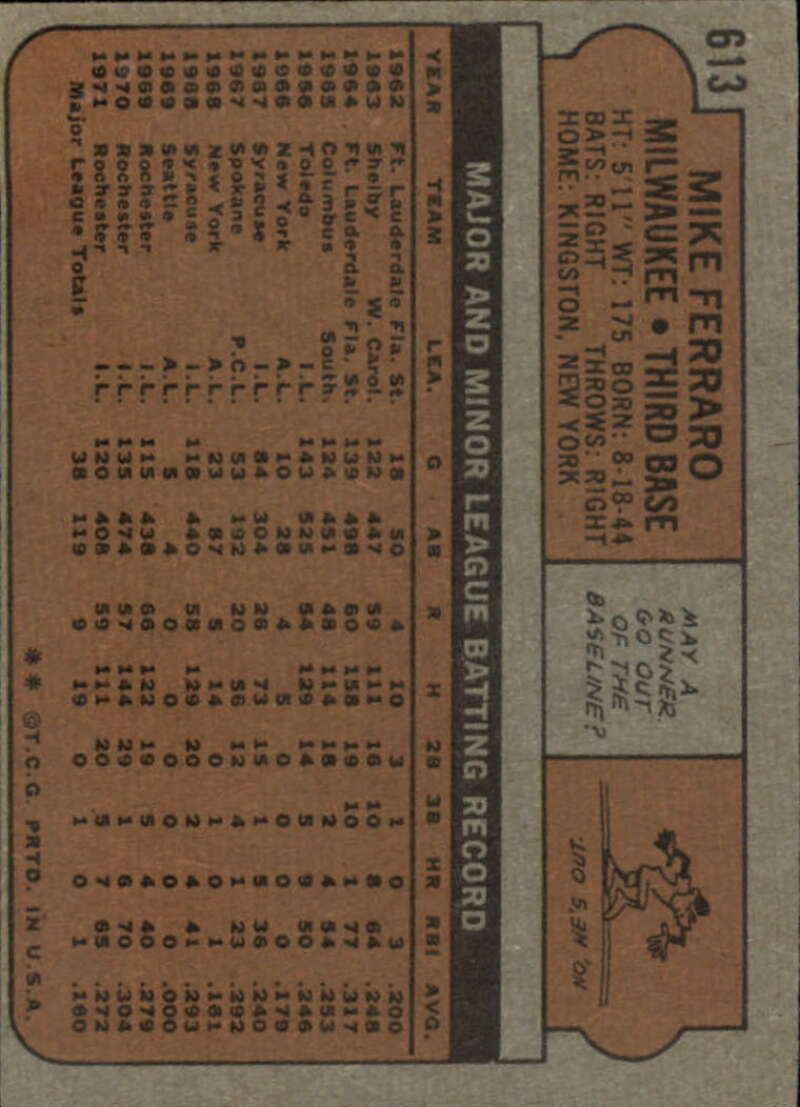 613
MIKE FERRARO
MILWAUKEE • THIRD BASE
HT: 5'11" WT: 175 BORN: 8-18-44
BATS: RIGHT THROWS: RIGHT
HOME: KINGSTON, NEW YORK
MAY A
RUNNER
GO OUT
OF THE
BASELINE?
NO, HE'S OUT.
MAJOR AND MINOR LEAGUE BATTING RECORD
YEAR TEAM LEA. G AB R H 2B 3B HR RBI AVG.
1962 Ft. Lauderdale Fla. St. 18 50 4 10 3 1 0 3 .200
1963 Shelby W. Carol. 122 447 59 111 16 10 8 64 .248
1964 Ft. Lauderdale Fla. St. 139 498 60 158 19 10 1 77 .317
1965 Columbus South. 124 451 48 114 18 2 4 54 .253
1966 Toledo I.L. 143 525 54 129 14 5 9 50 .246
1966 New York A.L. 10 28 4 5 0 0 0 0 .179
1967 Syracuse I.L. 84 304 26 73 15 1 5 36 .240
1967 Spokane P.C.L. 53 192 20 56 12 4 1 23 .292
1968 New York A.L. 23 87 5 14 0 1 0 1 .161
1968 Syracuse I.L. 118 440 58 129 20 2 4 41 .293
1969 Seattle A.L. 5 4 0 0 0 0 0 0 .000
1969 Rochester I.L. 115 438 66 122 19 5 4 40 .279
1970 Rochester I.L. 135 474 57 144 29 1 6 70 .304
1971 Rochester I.L. 120 408 59 111 20 5 7 65 .272
Major League Totals 38 119 9 19 0 1 0 1 .160
** ©T.C.G. PRTD. IN U.S.A.